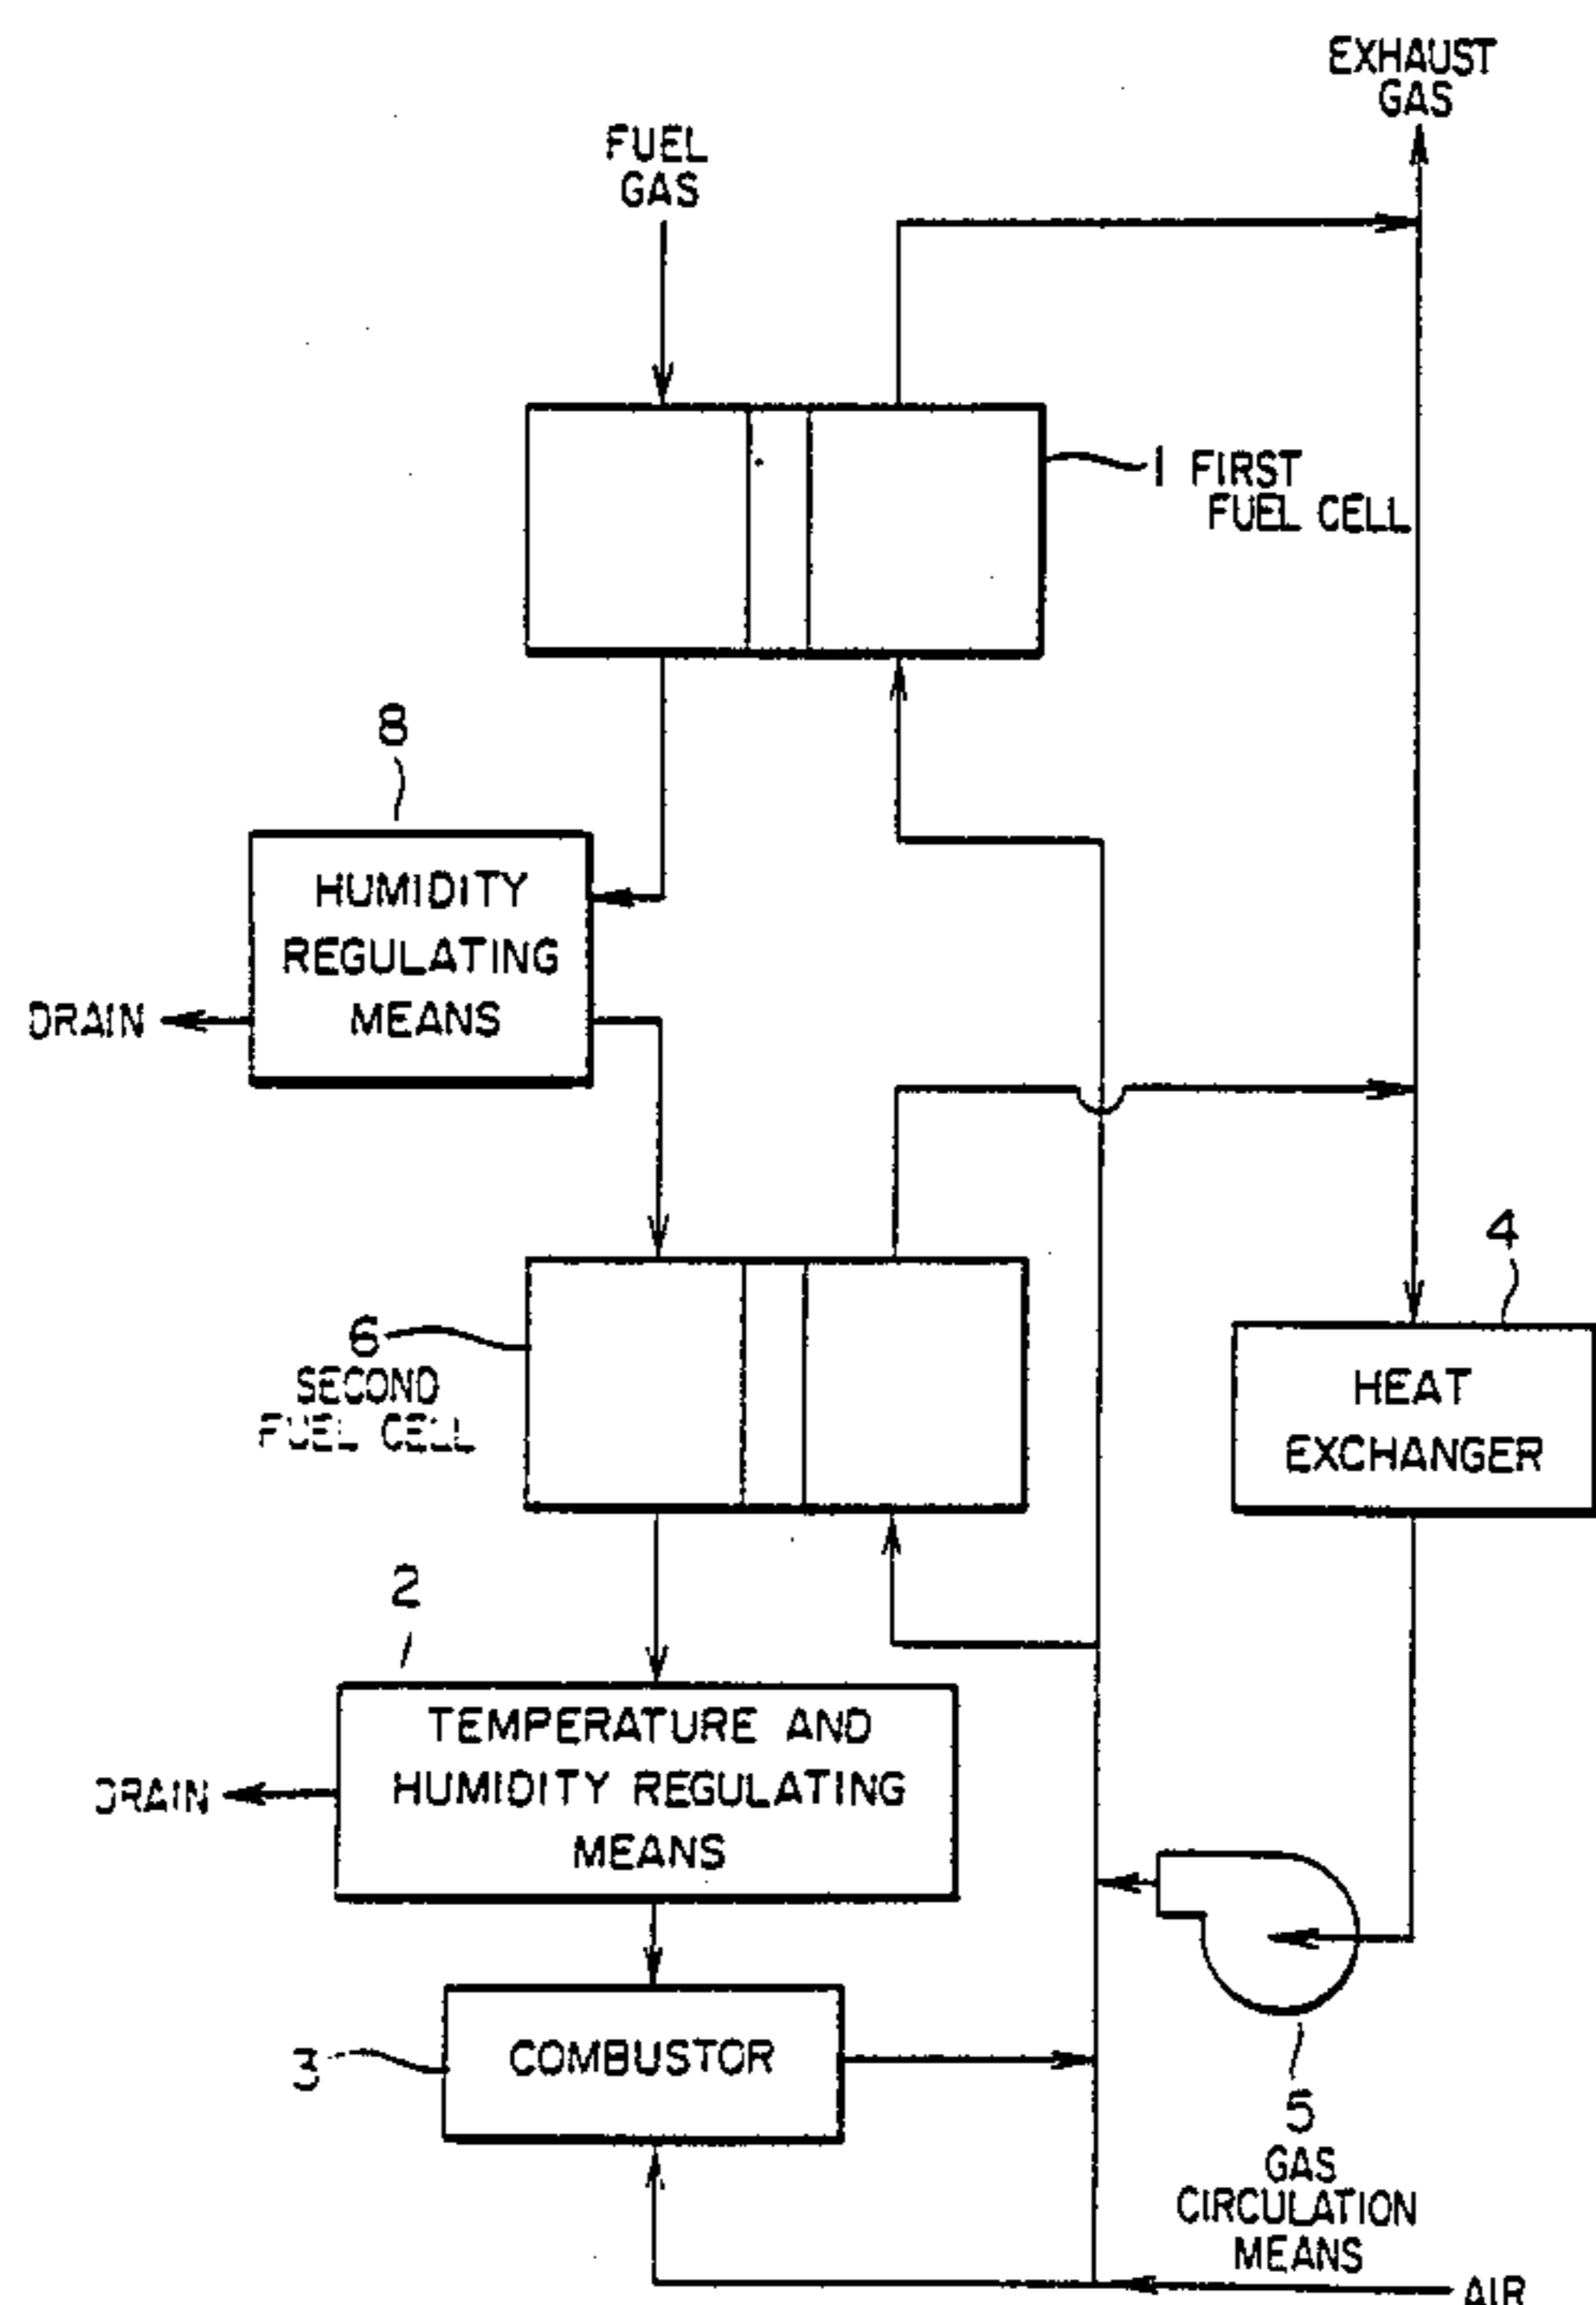 EXHAUST
GAS
FUEL
GAS
1 FIRST
FUEL CELL
8
HUMIDITY
REGULATING
MEANS
DRAIN
4
6
SECOND
FUEL CELL
HEAT
EXCHANGER
2
TEMPERATURE AND
HUMIDITY REGULATING
MEANS
DRAIN
3
COMBUSTOR
5
GAS
CIRCULATION
MEANS
AIR